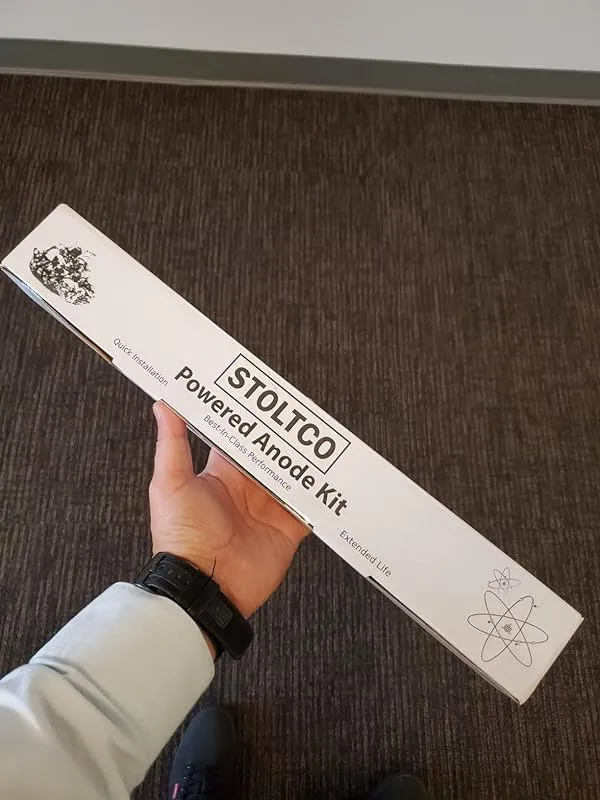 Quick Installation
STOLTCO
Powered Anode Kit
Best-In-Class Performance
Extended Life